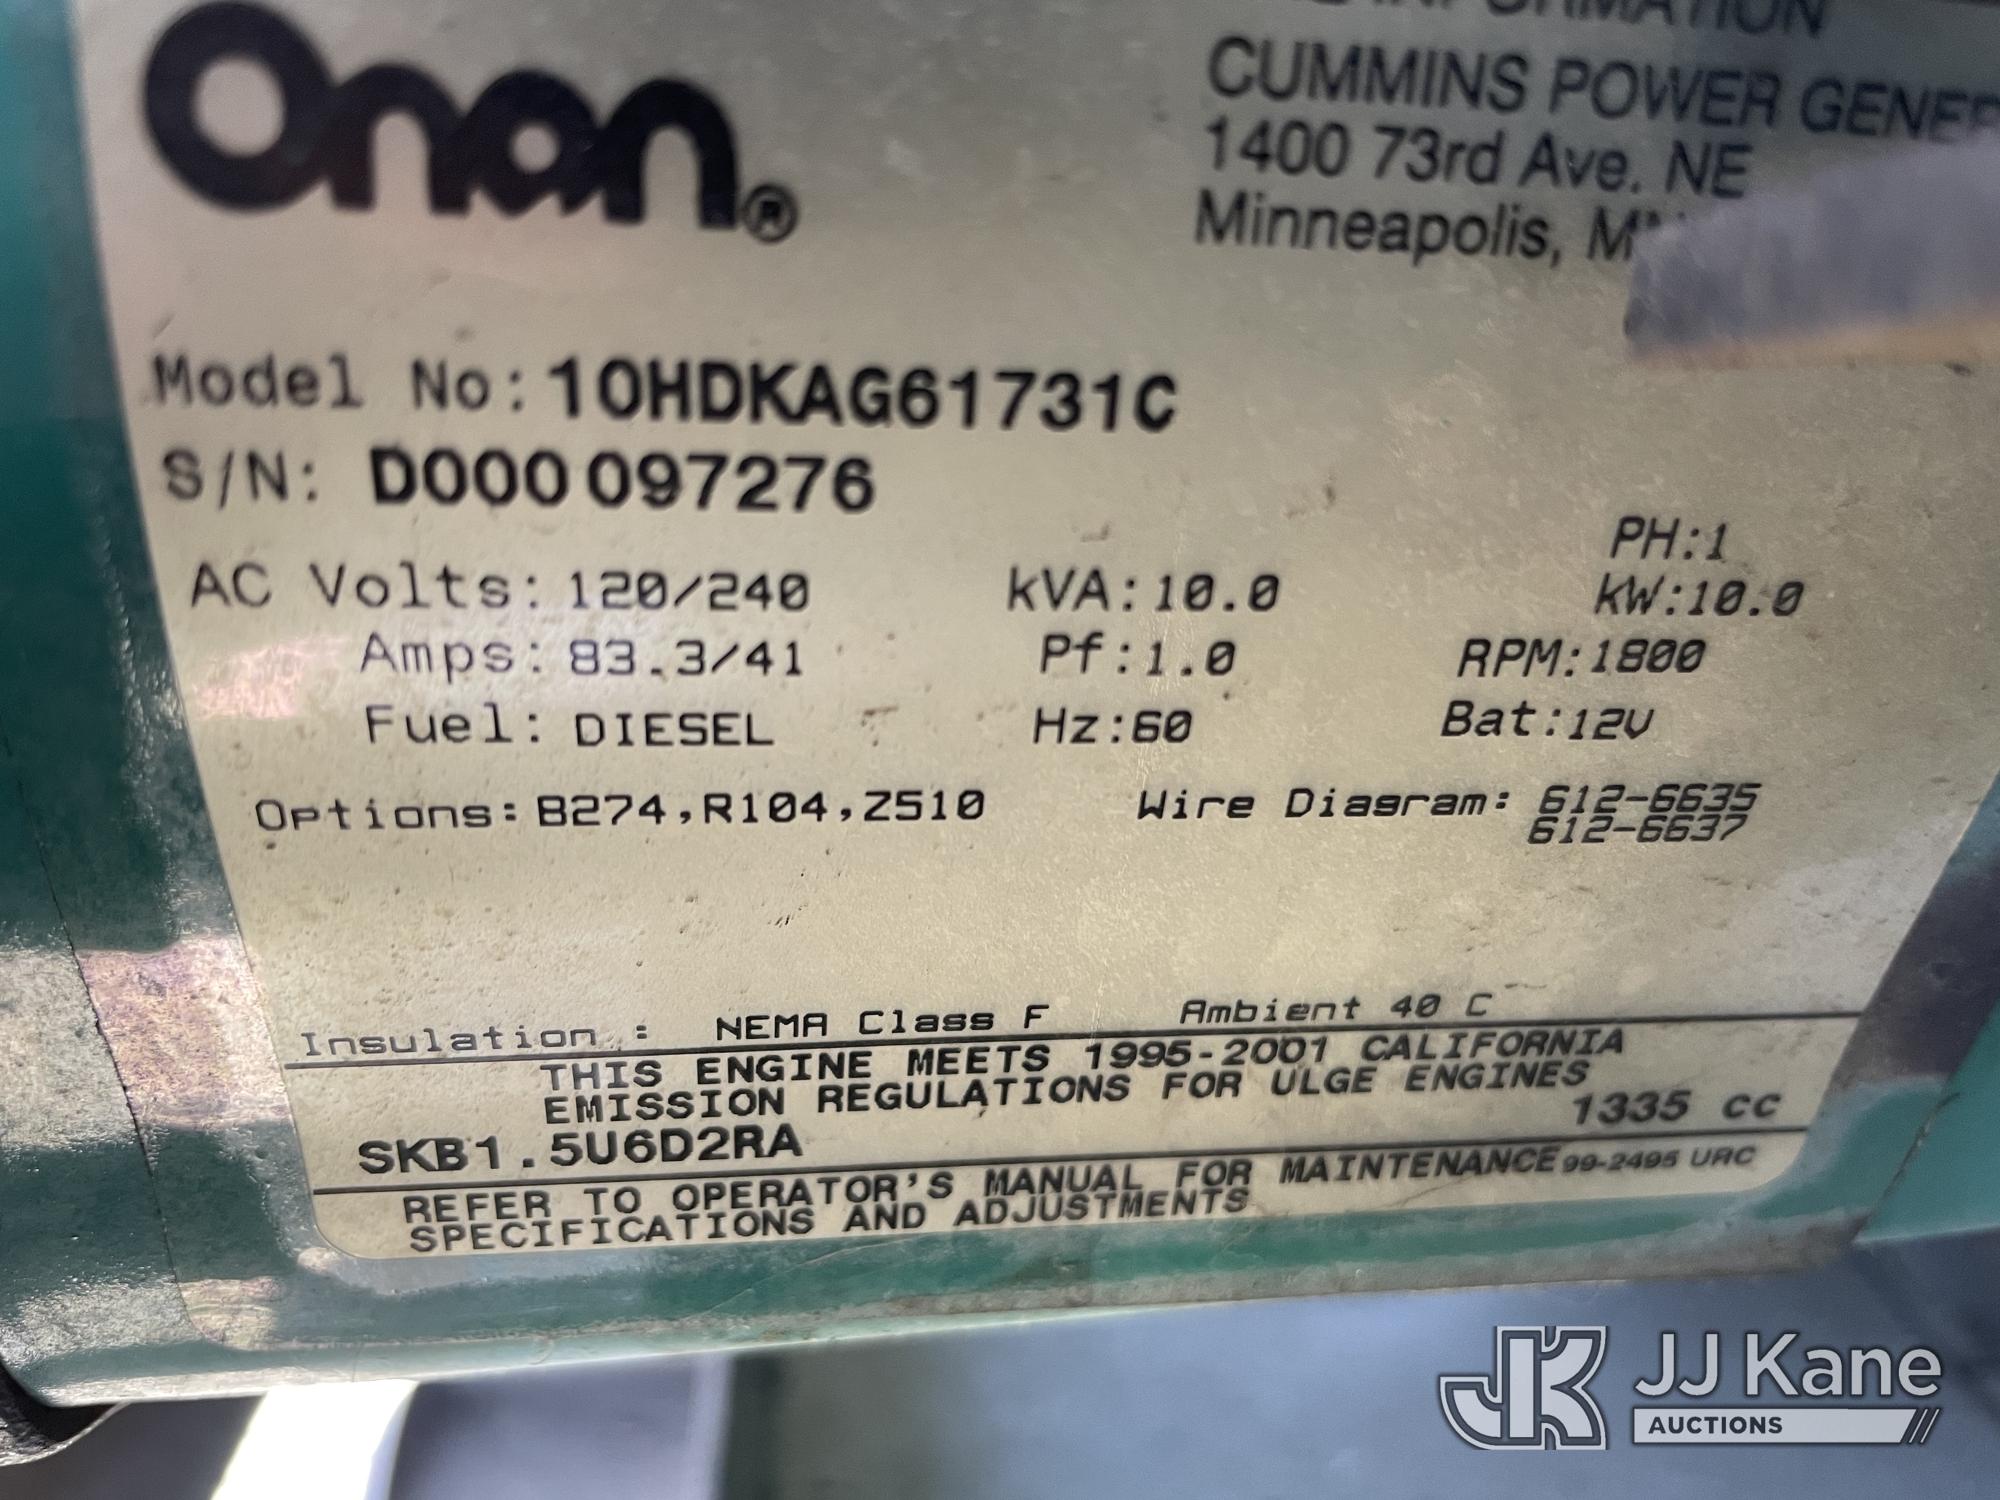 Onan®
INFORMATION
CUMMINS POWER
1400 73rd Ave. NE
Minneapolis,
Model No: 10HDKAG61731C
S/N: D000097276
PH:1
AC Volts: 120/240 kVA:10.0 kW:10.0
Amps: 83.3/41 Pf:1.0 RPM:1800
Fuel: DIESEL Hz:60 Bat:12V
Options: B274,R104,Z510 Wire Diagram: 612-6635
612-6637
Insulation : NEMA Class F Ambient 40 C
THIS ENGINE MEETS 1995-2001 CALIFORNIA
EMISSION REGULATIONS FOR ULGE ENGINES
SKB1.5U6D2RA 1335 cc
REFER TO OPERATOR'S MANUAL FOR MAINTENANCE 99-2495 URC
SPECIFICATIONS AND ADJUSTMENTS
JK JJ Kane
AUCTIONS